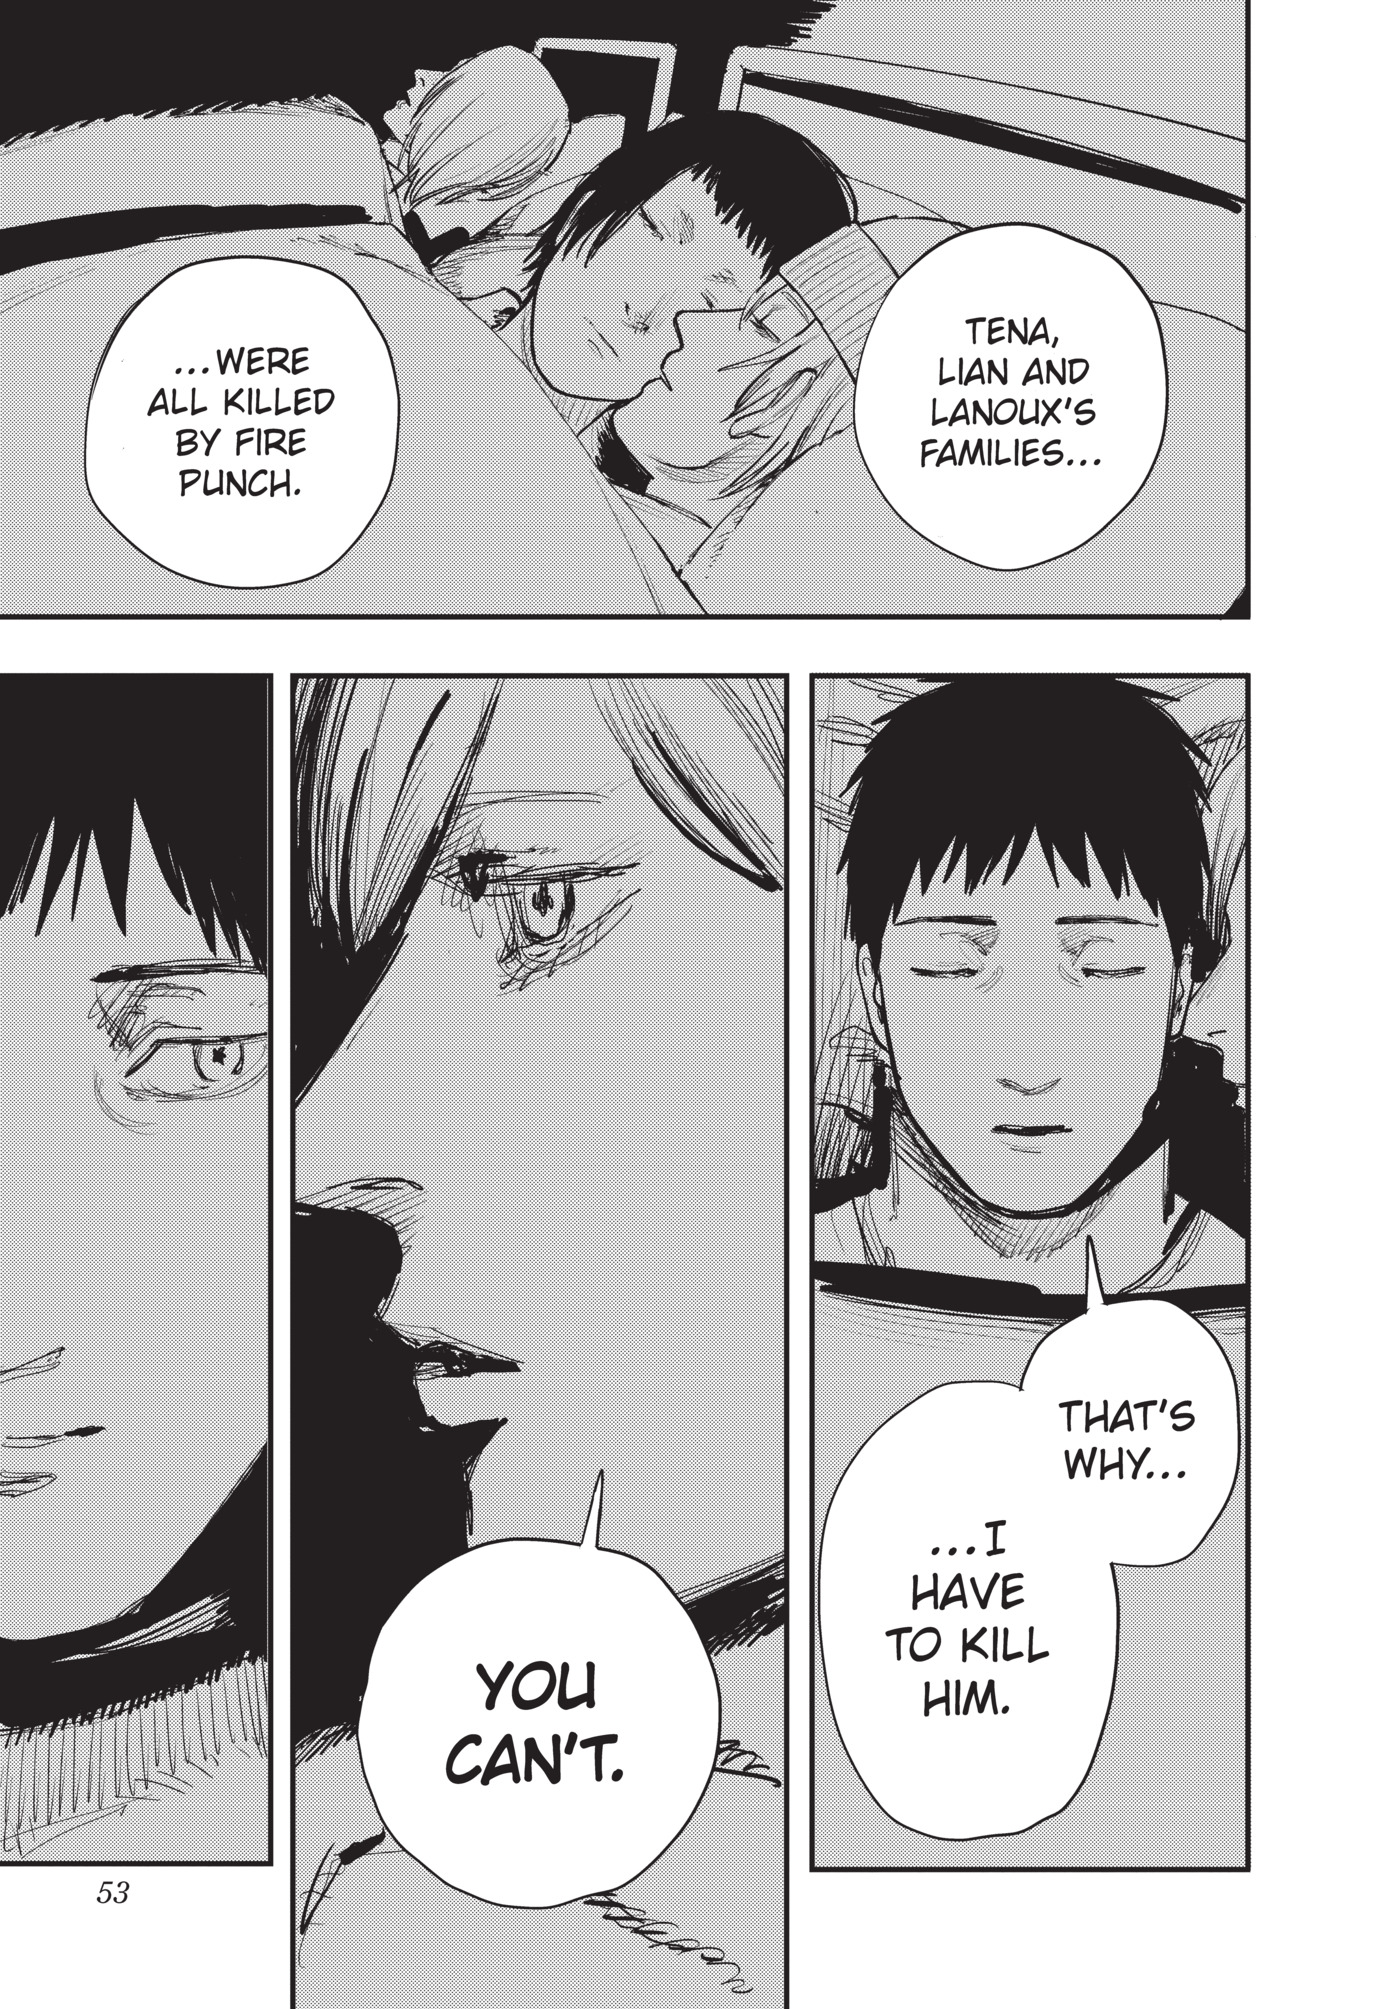 TENA,
LIAN AND
LANOUX'S
FAMILIES...
...WERE
ALL KILLED
BY FIRE
PUNCH.
THAT'S
WHY...
...I
HAVE
TO KILL
HIM.
YOU
CAN'T.
53